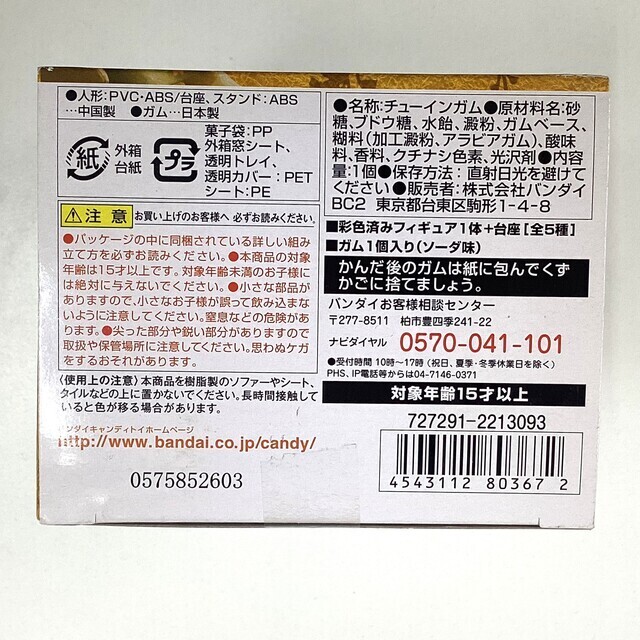 ●人形:PVC・ABS/台座、スタンド:ABS
…中国製 ●ガム…日本製
紙
外箱
台紙
プラ
菓子袋:PP
外箱窓シート、
透明トレイ、
透明カバー:PET
シート:PE
注意 お買い上げのお客様へ 必ずお読みください。
●パッケージの中に同梱されている詳しい組み
立て方を必ずお読みください。●本商品の対象
年齢は15才以上です。対象年齢未満のお子様に
は絶対に与えないでください。●小さな部品が
ありますので、小さなお子様が誤って飲み込まな
いように注意してください。窒息などの危険があ
ります。●尖った部分や鋭い部分がありますので
取扱や保管場所に注意してください。思わぬケガ
をするおそれがあります。
〈使用上の注意〉本商品を樹脂製のソファーやシート、
タイルなどの上に置かないでください。長時間接触してい
ると色が移る場合があります。
バンダイキャンディトイホームページ
http://www.bandai.co.jp/candy/
0575852603
●名称:チューインガム●原材料名:砂
糖、ブドウ糖、水飴、澱粉、ガムベース、
糊料(加工澱粉、アラビアガム)、酸味
料、香料、クチナシ色素、光沢剤●内容
量:1個●保存方法: 直射日光を避けて
ください●販売者:株式会社バンダイ
BC2 東京都台東区駒形1-4-8
■彩色済みフィギュア1体+台座[全5種]
■ガム1個入り(ソーダ味)
かんだ後のガムは紙に包んでくず
かごに捨てましょう。
バンダイお客様相談センター
〒277-8511 柏市豊四季241-22
ナビダイヤル 0570-041-101
●受付時間 10時~17時(祝日、夏季・冬季休業日を除く)
PHS、IP電話等からは04-7146-0371
対象年齢15才以上
727291-2213093
4543112 80367 2